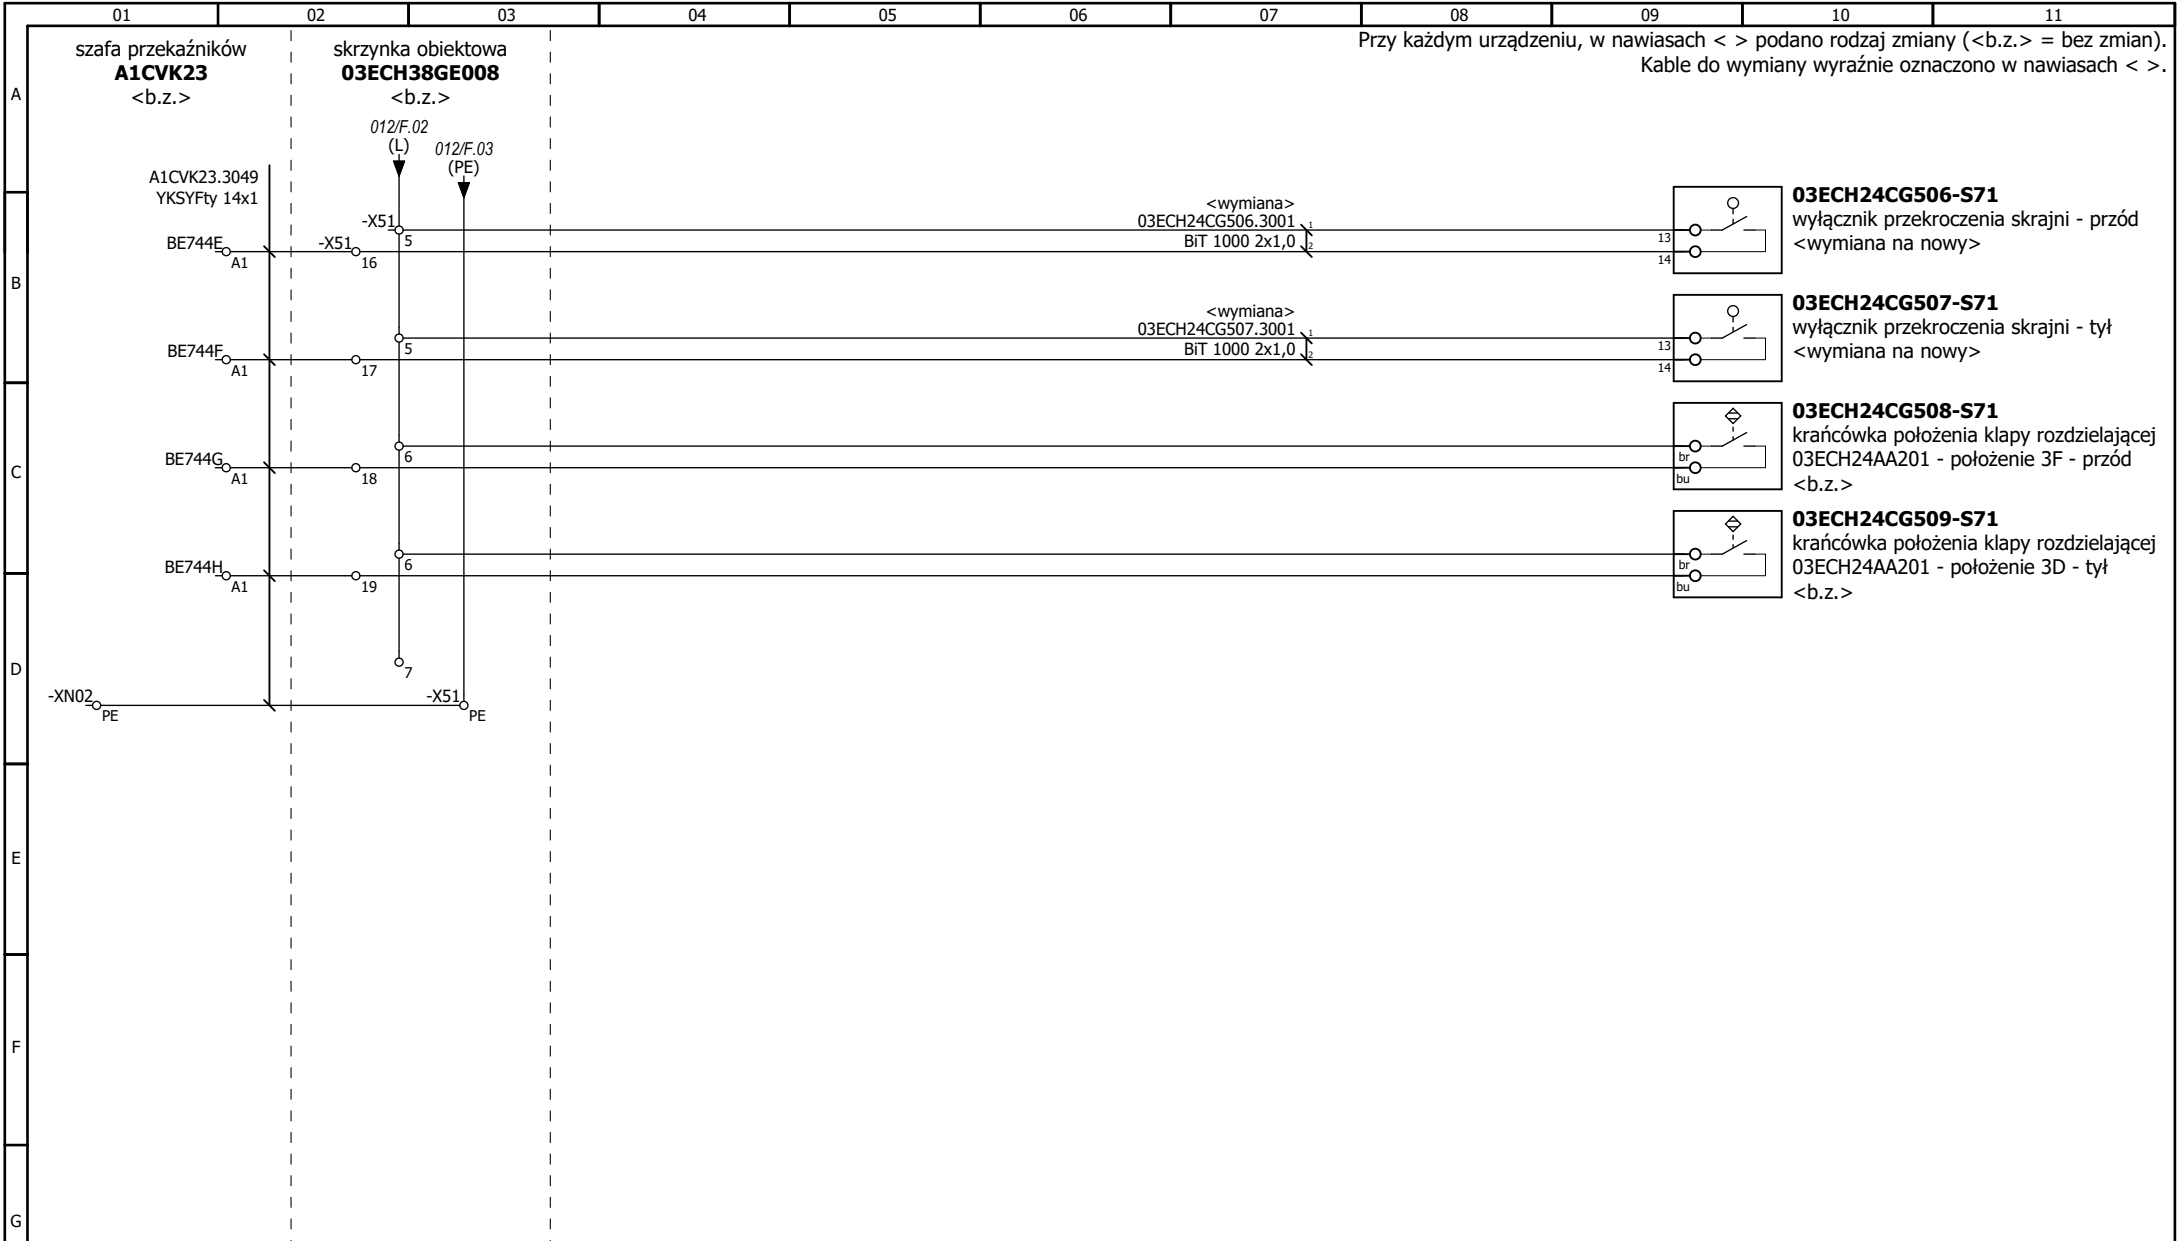 01 02 03 04 05 06 07 08 09 10 11
szafa przekaźników
A1CVK23
<b.z.>
skrzynka obiektowa
03ECH38GE008
<b.z.>
Przy każdym urządzeniu, w nawiasach < > podano rodzaj zmiany (<b.z.> = bez zmian).
Kable do wymiany wyraźnie oznaczono w nawiasach < >.
A
012/F.02
(L)
012/F.03
(PE)
A1CVK23.3049
YKSYFty 14x1
-X51
5
BE744E
A1
-X51
16
<wymiana>
03ECH24CG506.3001
BiT 1000 2x1,0
1
2
13
14
03ECH24CG506-S71
wyłącznik przekroczenia skrajni - przód
<wymiana na nowy>
B
5
BE744F
A1
17
<wymiana>
03ECH24CG507.3001
BiT 1000 2x1,0
1
2
13
14
03ECH24CG507-S71
wyłącznik przekroczenia skrajni - tył
<wymiana na nowy>
C
6
BE744G
A1
18
br
bu
03ECH24CG508-S71
krańcówka położenia klapy rozdzielającej
03ECH24AA201 - położenie 3F - przód
<b.z.>
6
BE744H
A1
19
br
bu
03ECH24CG509-S71
krańcówka położenia klapy rozdzielającej
03ECH24AA201 - położenie 3D - tył
<b.z.>
D
7
-XN02
PE
-X51
PE
E
F
G